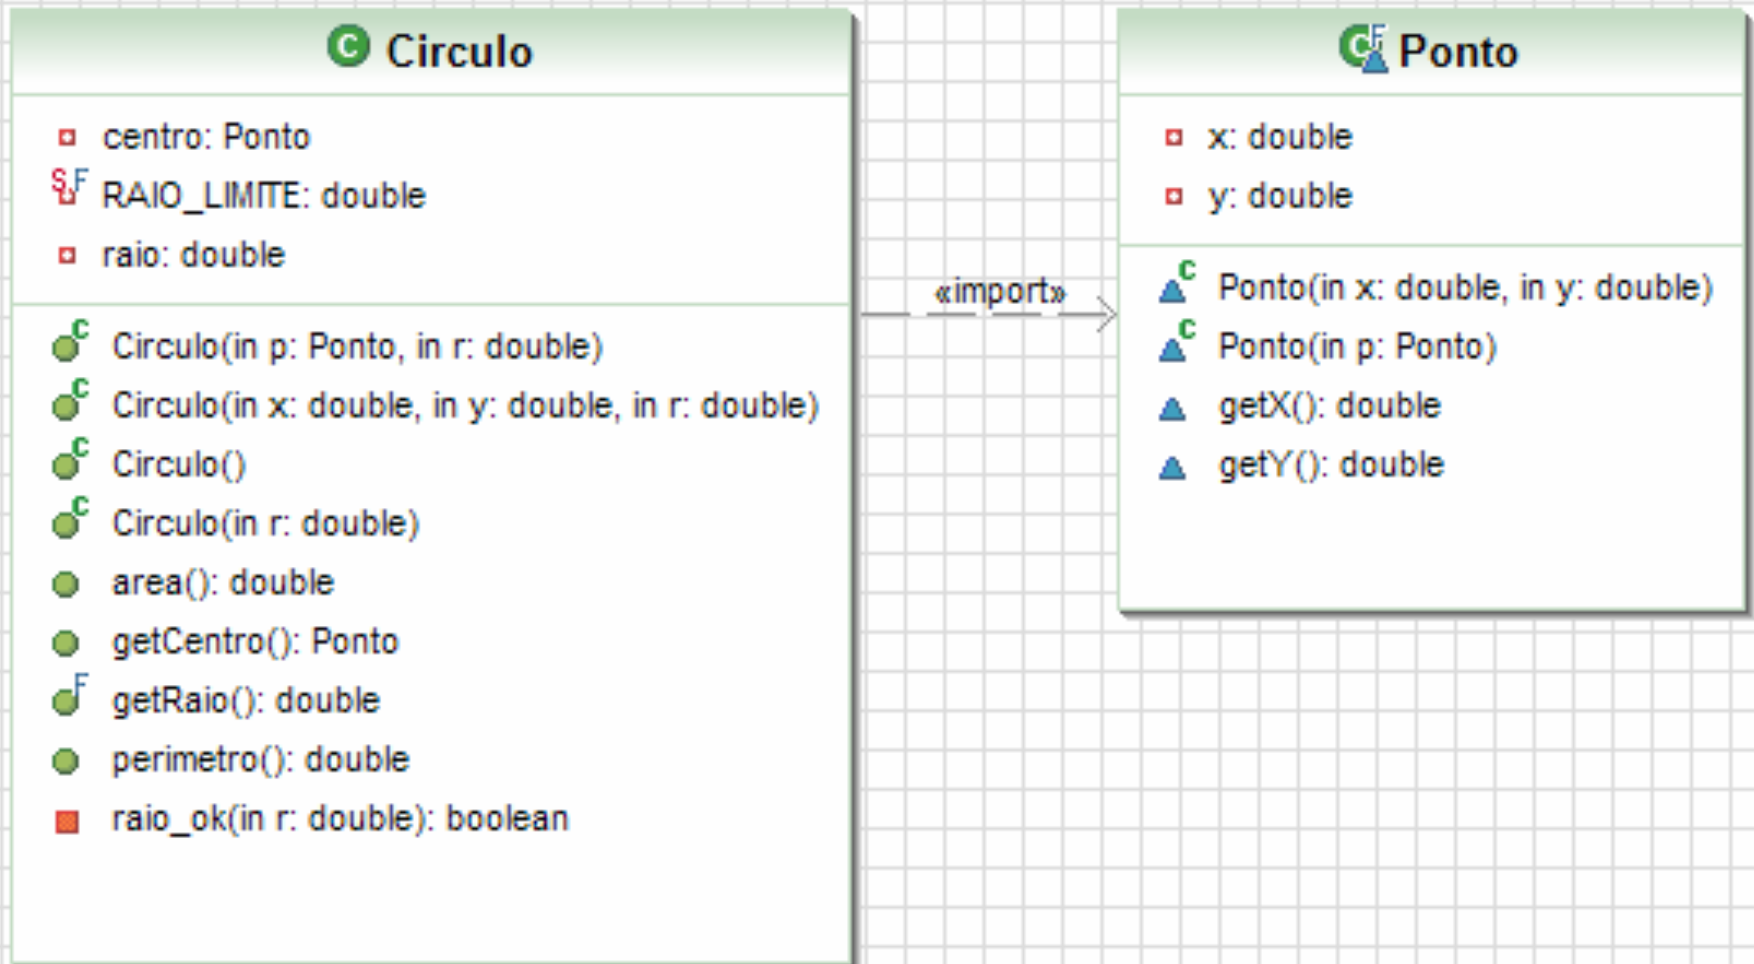 Circulo
centro: Ponto
RAIO_LIMITE: double
raio: double
Circulo(in p: Ponto, in r: double)
Circulo(in x: double, in y: double, in r: double)
Circulo()
Circulo(in r: double)
area(): double
getCentro(): Ponto
getRaio(): double
perimetro(): double
raio_ok(in r: double): boolean
«import»
Ponto
x: double
y: double
Ponto(in x: double, in y: double)
Ponto(in p: Ponto)
getX(): double
getY(): double